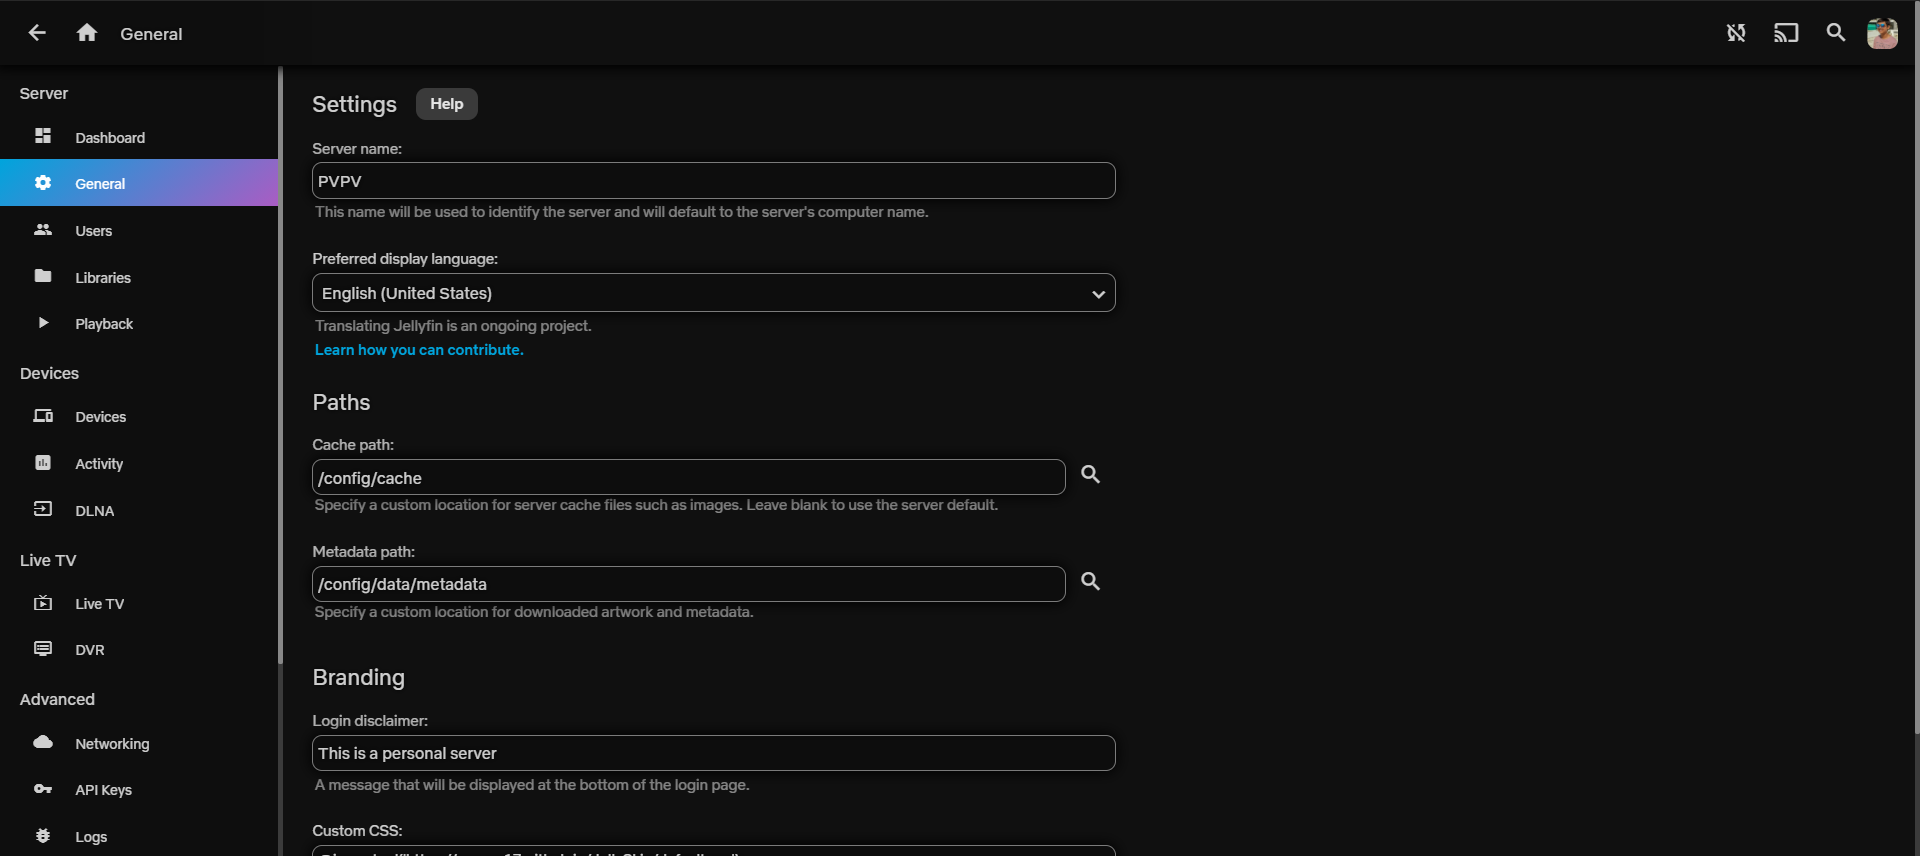 General
Server
Dashboard
General
Users
Libraries
Playback
Devices
Devices
Activity
DLNA
Live TV
Live TV
DVR
Advanced
Networking
API Keys
Logs
Settings
Help
Server name:
PVPV
This name will be used to identify the server and will default to the server's computer name.
Preferred display language:
English (United States)
Translating Jellyfin is an ongoing project.
Learn how you can contribute.
Paths
Cache path:
/config/cache
Specify a custom location for server cache files such as images. Leave blank to use the server default.
Metadata path:
/config/data/metadata
Specify a custom location for downloaded artwork and metadata.
Branding
Login disclaimer:
This is a personal server
A message that will be displayed at the bottom of the login page.
Custom CSS: